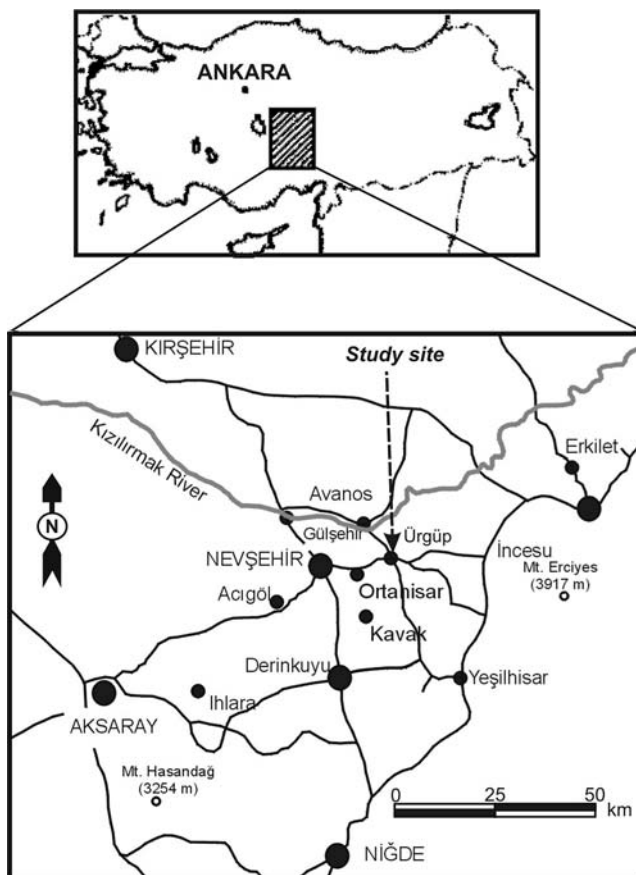 ANKARA
KIRŞEHİR
Study site
Kızılırmak River
Erkilet
Avanos
N
Gülşehir
Ürgüp
İncesu
NEVŞEHİR
Mt. Erciyes
(3917 m)
Ortahisar
Acıgöl
Kavak
Derinkuyu
Yeşilhisar
Ihlara
AKSARAY
Mt. Hasandağ
(3254 m)
0 25 50
km
NİĞDE